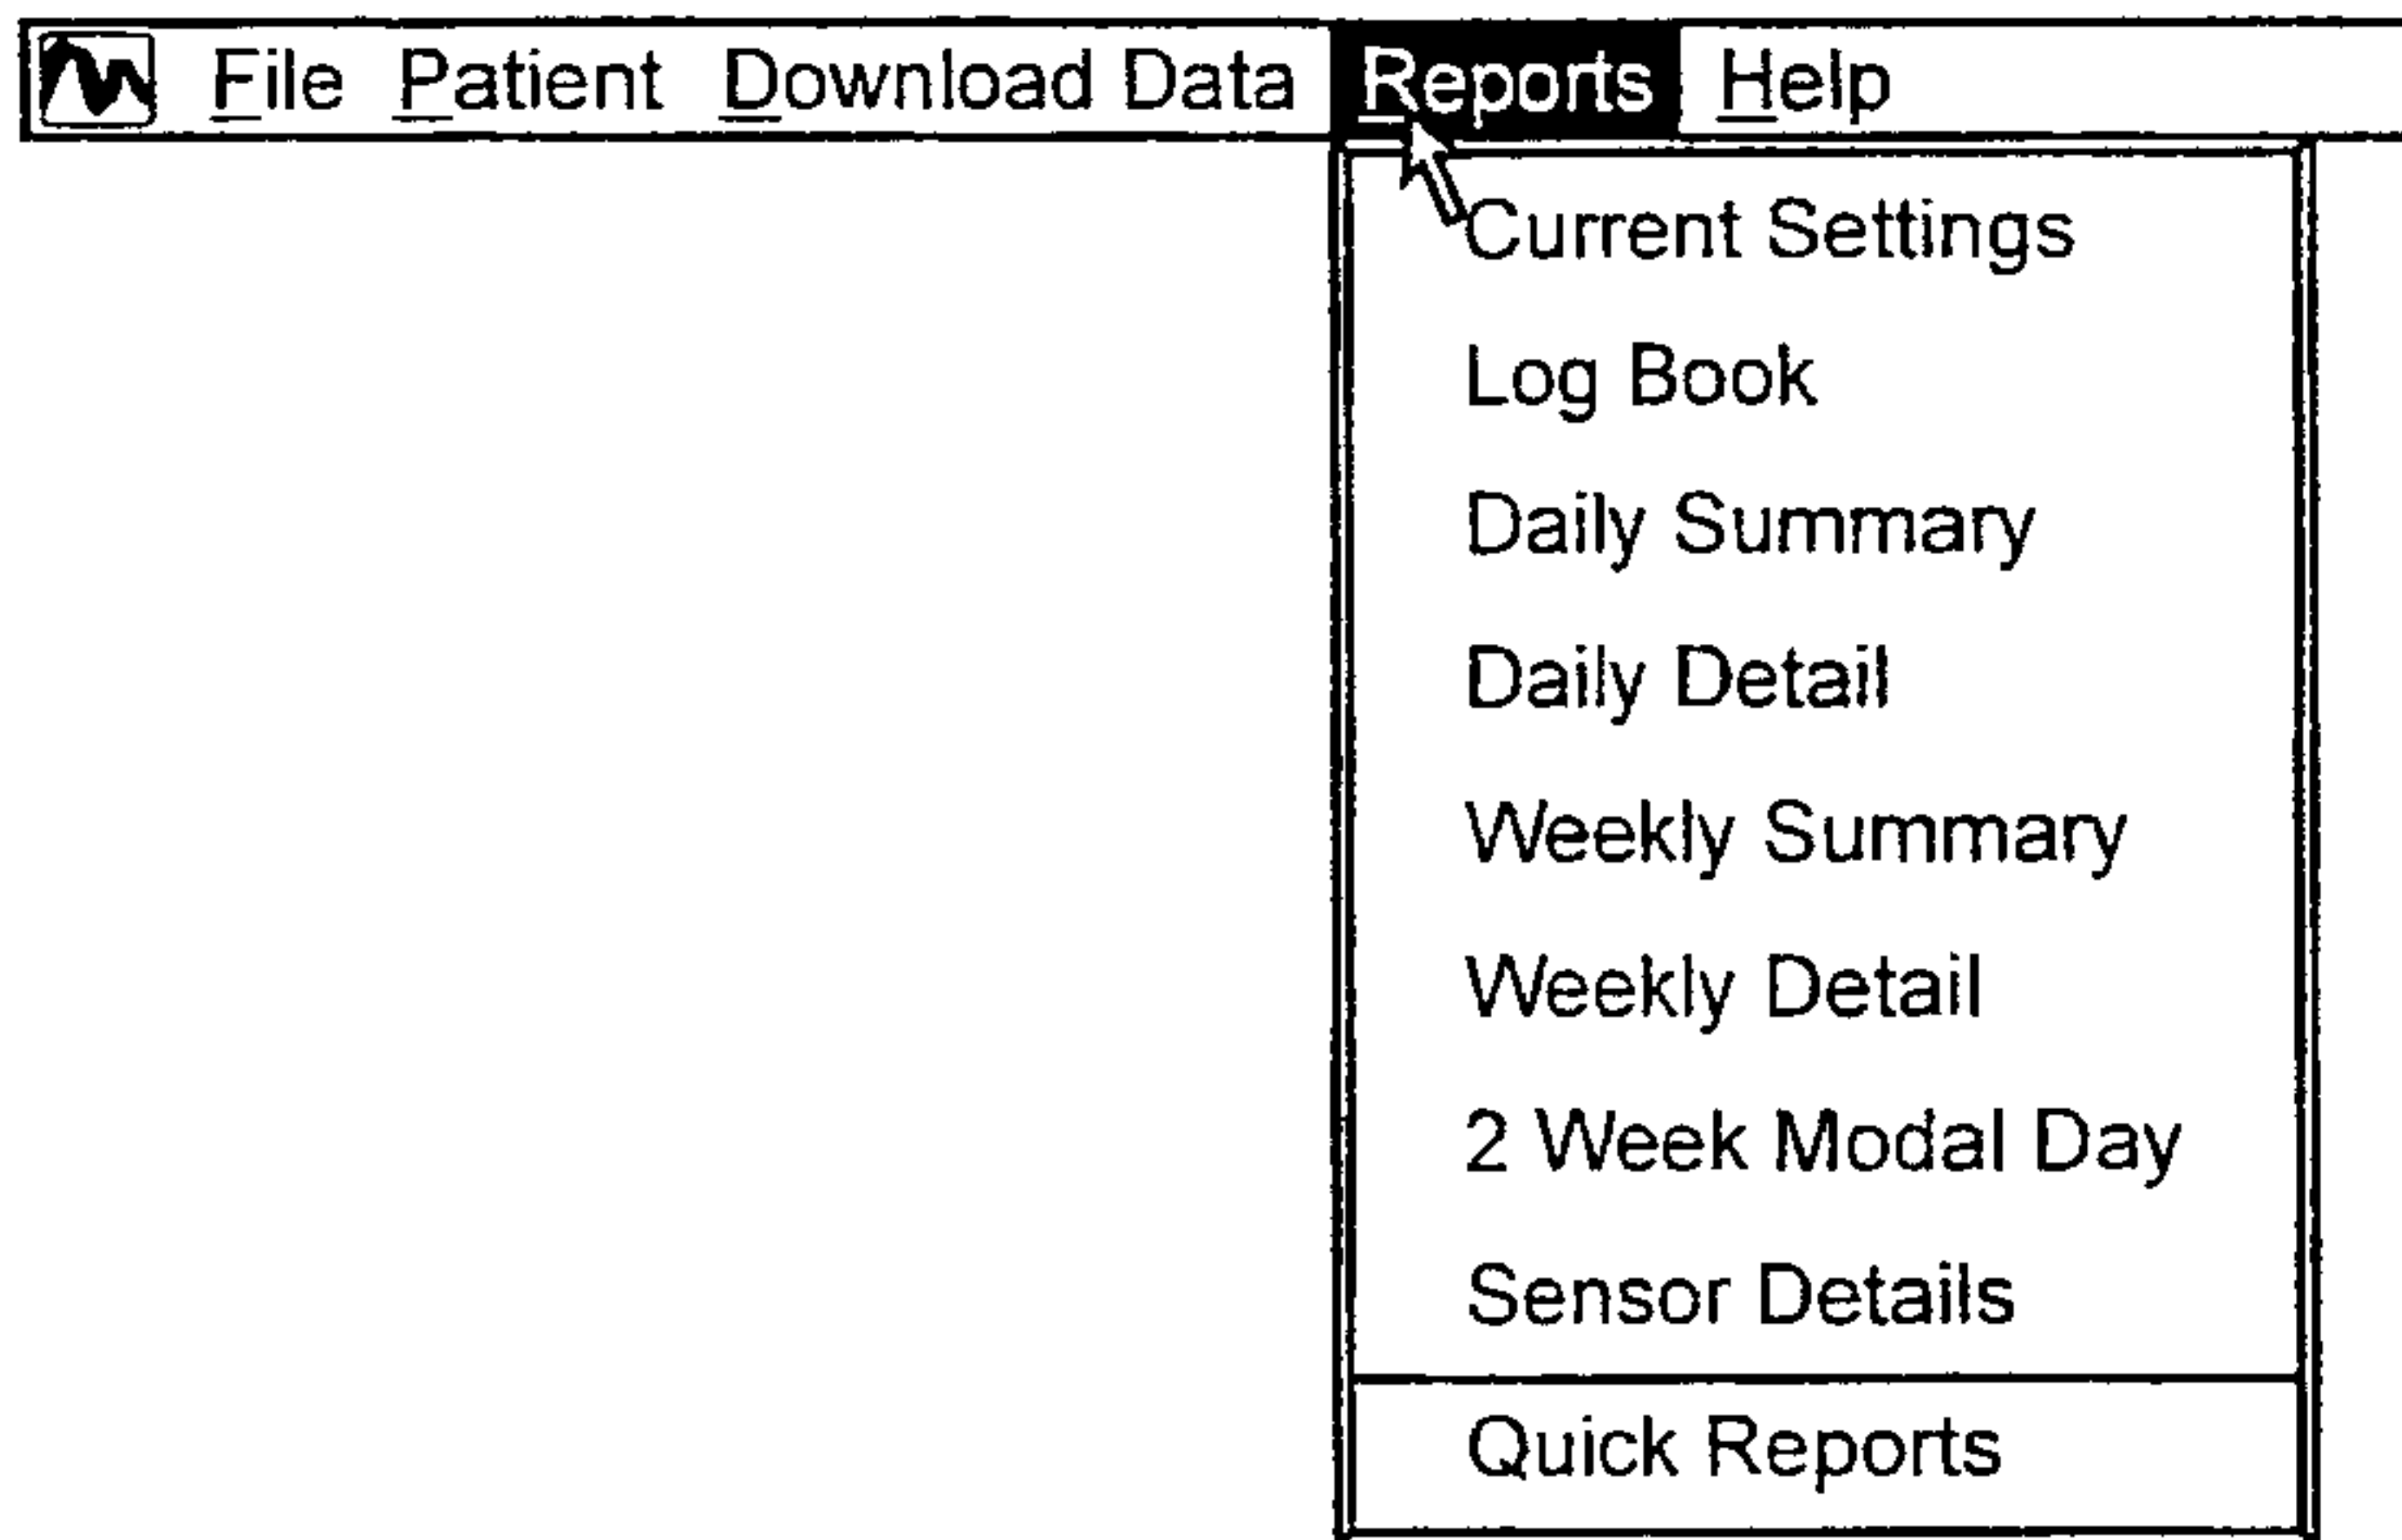 File Patient Download Data Reports Help
Current Settings
Log Book
Daily Summary
Daily Detail
Weekly Summary
Weekly Detail
2 Week Modal Day
Sensor Details
Quick Reports